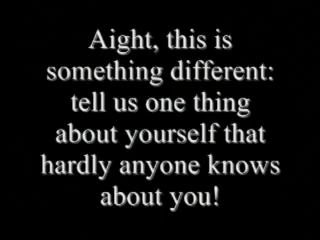 Aight, this is
something different:
tell us one thing
about yourself that
hardly anyone knows
about you!